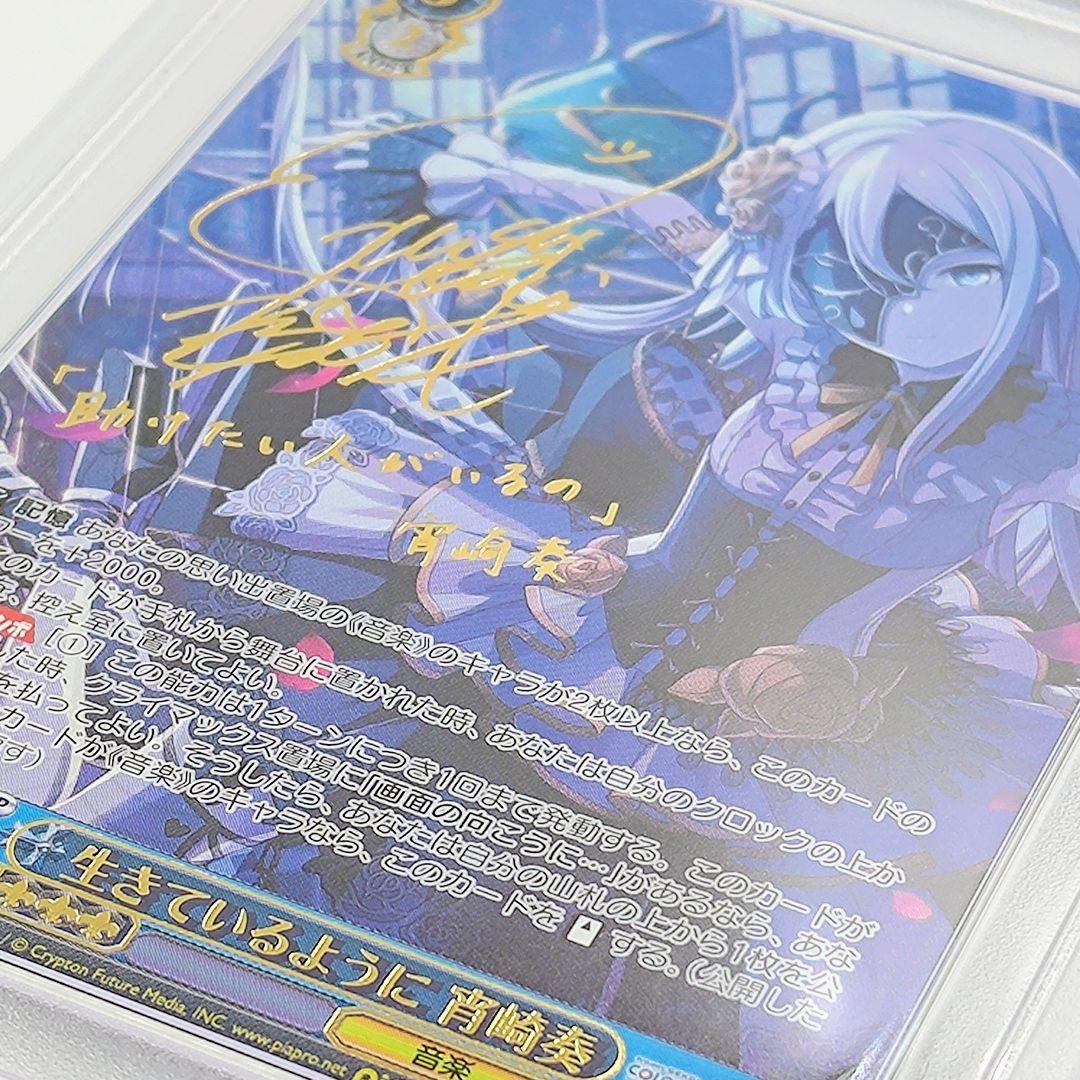 「助けたい人がいるの」
宵崎奏
記憶 あなたの思い出置場の《音楽》のキャラが2枚以上なら、このカードの
ーを＋2000。
のカードが手札から舞台に置かれた時、あなたは自分のクロックの上か
、控え室に置いてよい。
［①］この能力は1ターンにつき1回まで発動する。このカードが
た時、クライマックス置場に「画面の向こうに…」があるなら、あな
を払ってよい。そうしたら、あなたは自分の山札の上から1枚を公
カードが《音楽》のキャラなら、このカードを する。（公開した
す）
生きているように 宵崎奏
© Crypton Future Media, INC www.piapro.net
音楽